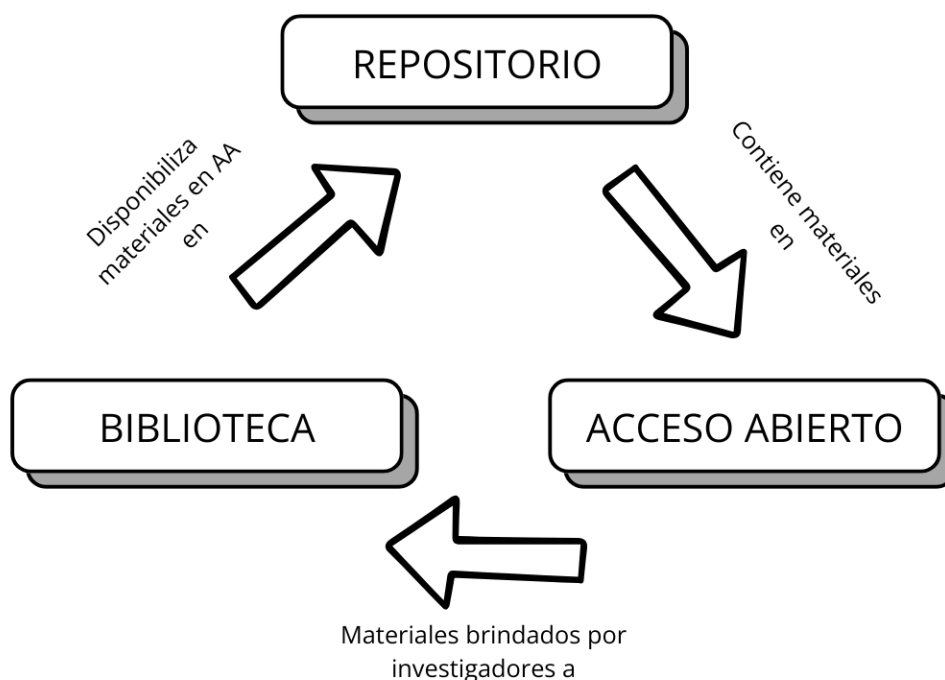 REPOSITORIO
Disponibiliza
materiales en AA
en
Contiene materiales
en
BIBLIOTECA
ACCESO ABIERTO
Materiales brindados por
investigadores a